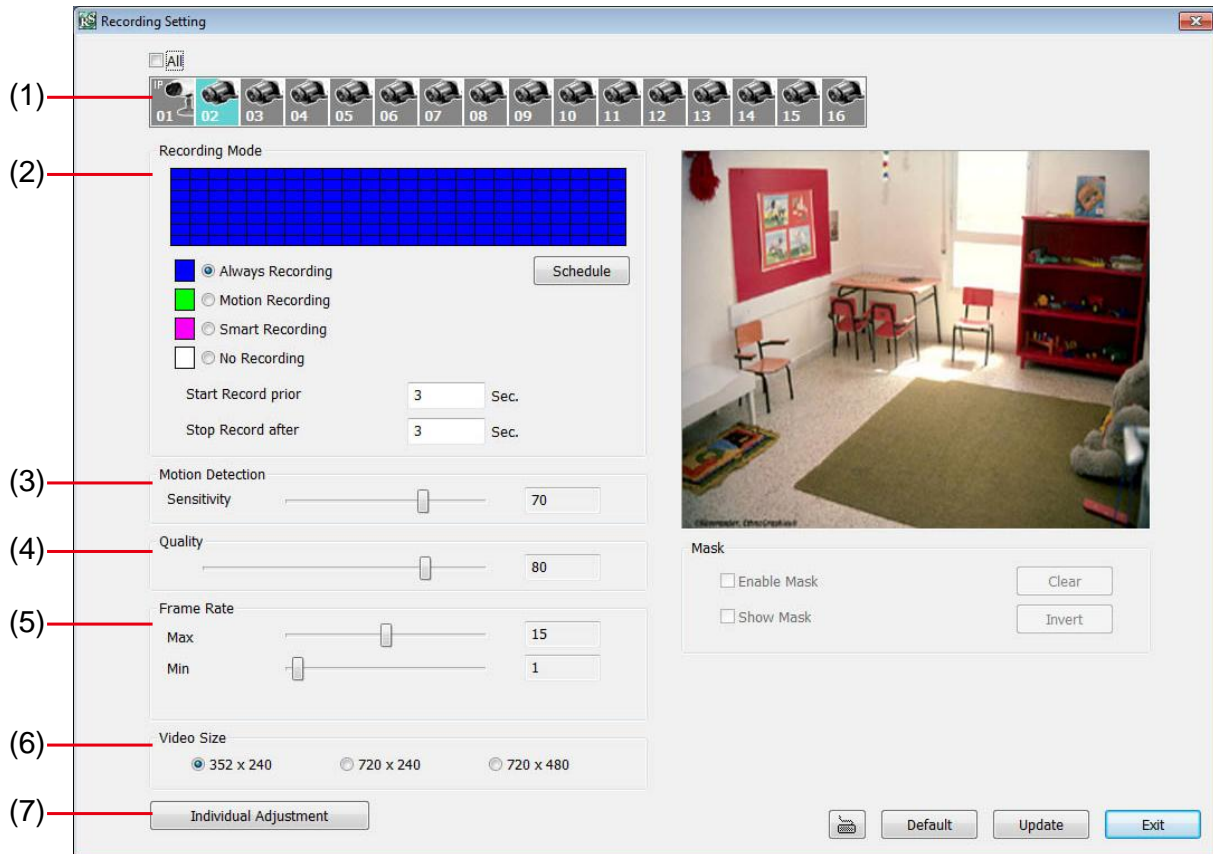 Recording Setting
All
(1)
IP
01 02 03 04 05 06 07 08 09 10 11 12 13 14 15 16
Recording Mode
(2)
Always Recording
Schedule
Motion Recording
Smart Recording
No Recording
Start Record prior 3 Sec.
Stop Record after 3 Sec.
Motion Detection
(3)
Sensitivity 70
Quality
(4)
80
Frame Rate
(5)
Max 15
Min 1
Video Size
(6)
352 x 240 720 x 240 720 x 480
(7)
Individual Adjustment
Mask
Enable Mask Clear
Show Mask Invert
Default Update Exit